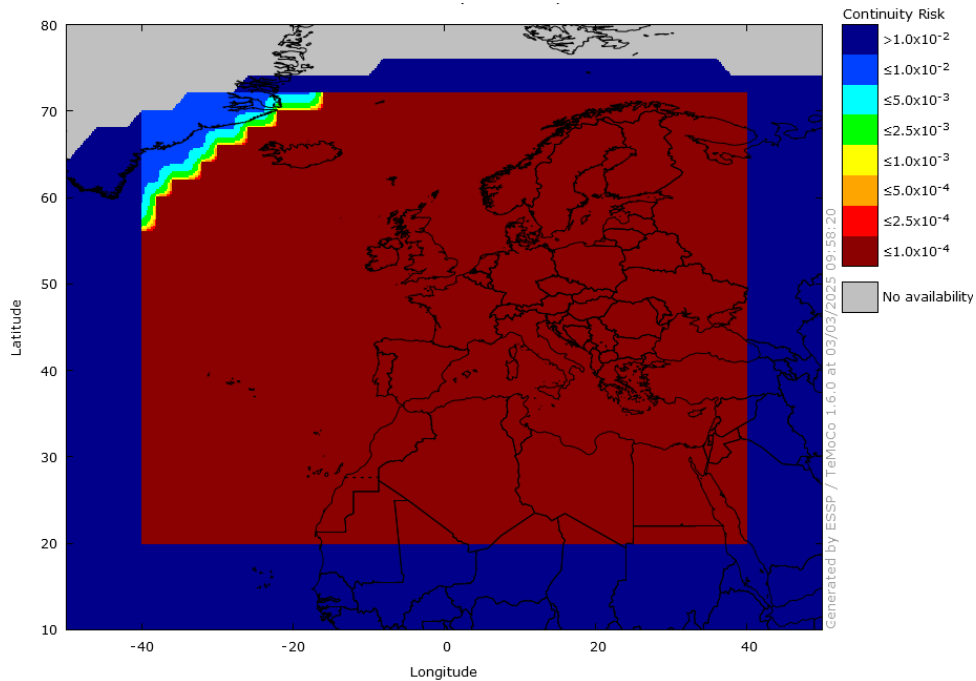 Continuity Risk
>1.0x10⁻²
≤1.0x10⁻²
≤5.0x10⁻³
≤2.5x10⁻³
≤1.0x10⁻³
≤5.0x10⁻⁴
≤2.5x10⁻⁴
≤1.0x10⁻⁴
No availability
80
70
60
50
40
30
20
10
Latitude
-40
-20
0
20
40
Longitude
Generated by ESSP / TeMoCo 1.6.0 at 03/03/2025 09:58:20